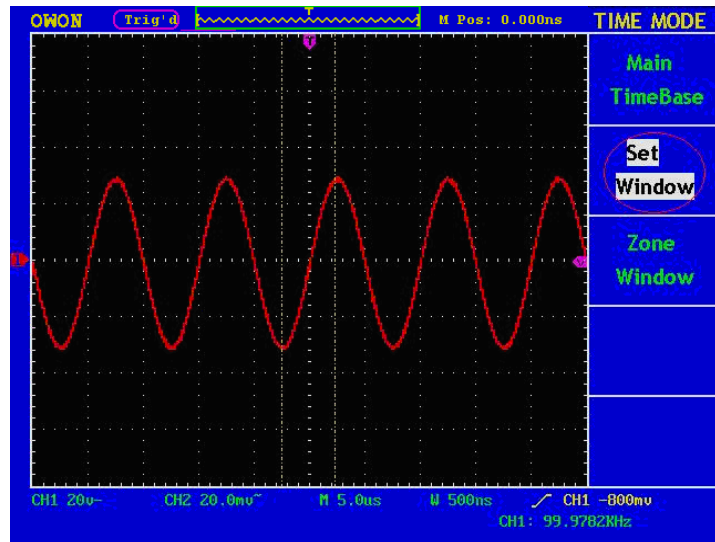 OWON Trig'd T M Pos: 0.000ns TIME MODE
T
Main
TimeBase
Set
Window
Zone
Window
1
CH1 20v- CH2 20.0mv~ M 5.0us W 500ns CH1 -800mv
CH1: 99.9782KHz